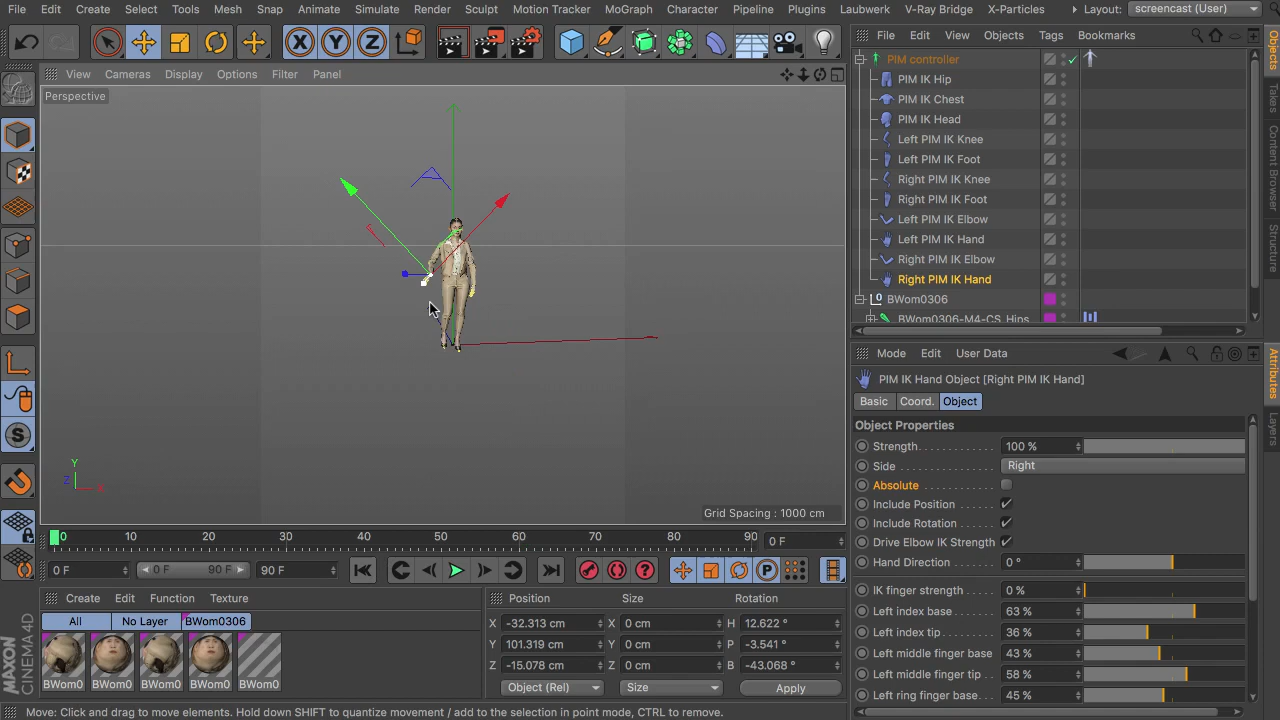 File Edit Create Select Tools Mesh Snap Animate Simulate Render Sculpt Motion Tracker MoGraph Character Pipeline Plugins Laubwerk V-Ray Bridge X-Particles Layout: screencast (User)
X Y Z
File Edit View Objects Tags Bookmarks
View Cameras Display Options Filter Panel
Perspective
PIM controller
PIM IK Hip
PIM IK Chest
PIM IK Head
Left PIM IK Knee
Left PIM IK Foot
Right PIM IK Knee
Right PIM IK Foot
Left PIM IK Elbow
Left PIM IK Hand
Right PIM IK Elbow
Right PIM IK Hand
BWom0306
BWom0306-M4-CS_Hips
Objects
Takes
Content Browser
Structure
Mode Edit User Data
PIM IK Hand Object [Right PIM IK Hand]
Basic Coord. Object
Object Properties
Strength 100 %
Side Right
Absolute
Include Position
Include Rotation
Drive Elbow IK Strength
Hand Direction 0 °
IK finger strength 0 %
Left index base 63 %
Left index tip 36 %
Left middle finger base 43 %
Left middle finger tip 58 %
Left ring finger base 45 %
Attributes
Layers
S
Y
Z X
Grid Spacing : 1000 cm
0 10 20 30 40 50 60 70 80 90 0 F
0 F 0 F 90 F 90 F
P
Create Edit Function Texture
All No Layer BWom0306
BWom0 BWom0 BWom0 BWom0 BWom0
Position Size Rotation
X -32.313 cm X 0 cm H 12.622 °
Y 101.319 cm Y 0 cm P -3.541 °
Z -15.078 cm Z 0 cm B -43.068 °
Object (Rel) Size Apply
MAXON CINEMA 4D
Move: Click and drag to move elements. Hold down SHIFT to quantize movement / add to the selection in point mode, CTRL to remove.